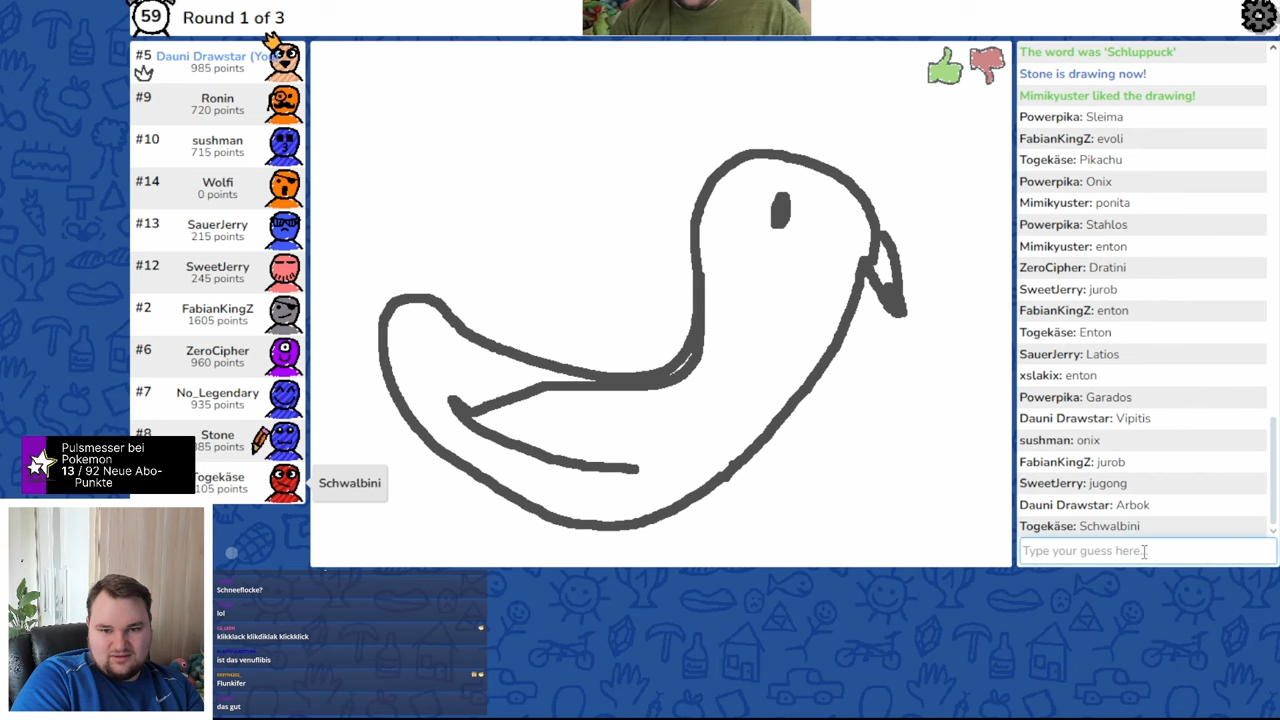 59
Round 1 of 3
#5
Dauni Drawstar (You
985 points
#9
Ronin
720 points
#10
sushman
715 points
#14
Wolfi
0 points
#13
SauerJerry
215 points
#12
SweetJerry
245 points
#2
FabianKingZ
1605 points
#6
ZeroCipher
960 points
#7
No_Legendary
935 points
#8
Stone
Togekäse
105 points
Schwalbini
The word was 'Schluppuck'
Stone is drawing now!
Mimikyuster liked the drawing!
Powerpika: Sleima
FabianKingZ: evoli
Togekäse: Pikachu
Powerpika: Onix
Mimikyuster: ponita
Powerpika: Stahlos
Mimikyuster: enton
ZeroCipher: Dratini
SweetJerry: jurob
FabianKingZ: enton
Togekäse: Enton
SauerJerry: Latios
xslakix: enton
Powerpika: Garados
Dauni Drawstar: Vipitis
sushman: onix
FabianKingZ: jurob
SweetJerry: jugong
Dauni Drawstar: Arbok
Togekäse: Schwalbini
Type your guess here...
Pulsmesser bei
Pokemon
13 / 92 Neue Abo-
Punkte
Schneeflocke?
lol
klikklack klikdiklak klickklick
ist das venuflibis
Flunkifer
das gut